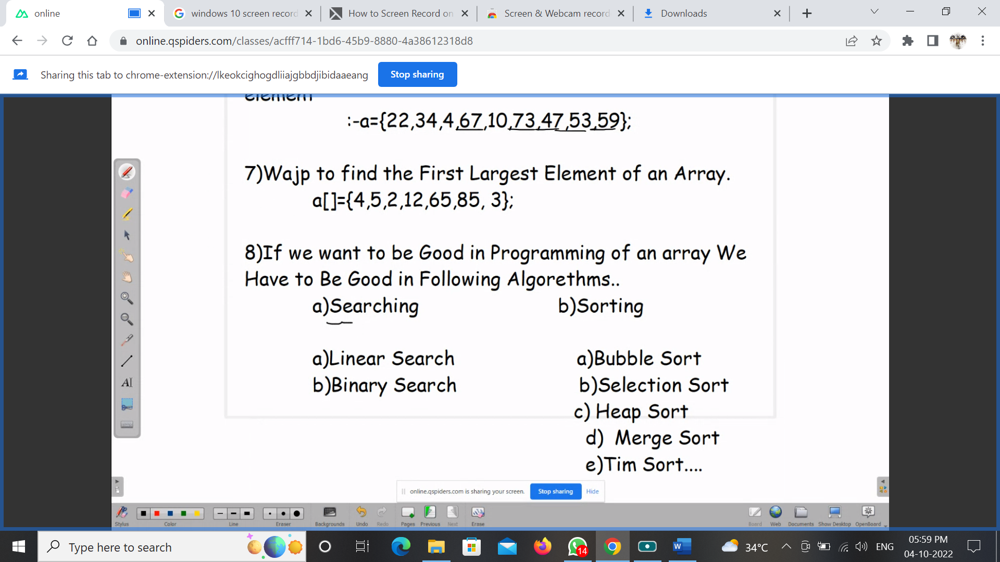 online
windows 10 screen record
How to Screen Record on
Screen & Webcam record
Downloads
online.qspiders.com/classes/acfff714-1bd6-45b9-8880-4a38612318d8
Sharing this tab to chrome-extension://lkeokcighogdliiajgbbdjibidaaeang
Stop sharing
element
:-a={22,34,4,67,10,73,47,53,59};
7)Wajp to find the First Largest Element of an Array.
a[]={4,5,2,12,65,85, 3};
8)If we want to be Good in Programming of an array We
Have to Be Good in Following Algorethms..
a)Searching b)Sorting
a)Linear Search a)Bubble Sort
b)Binary Search b)Selection Sort
c) Heap Sort
d) Merge Sort
e)Tim Sort....
online.qspiders.com is sharing your screen. Stop sharing Hide
Stylus Color Line Eraser Backgrounds Undo Redo Pages Previous Next Erase Board Web Documents Show Desktop OpenBoard
Type here to search
14
34°C
ENG
05:59 PM
04-10-2022